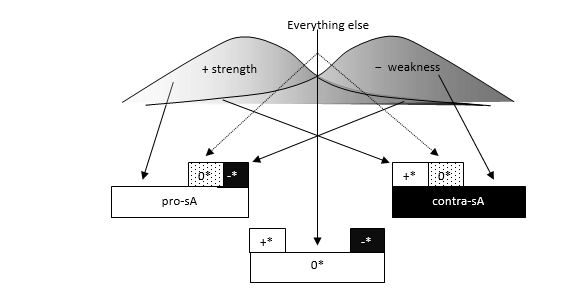 Everything else
+ strength
− weakness
0* -*
+* 0*
pro-sA
contra-sA
+* -*
0*